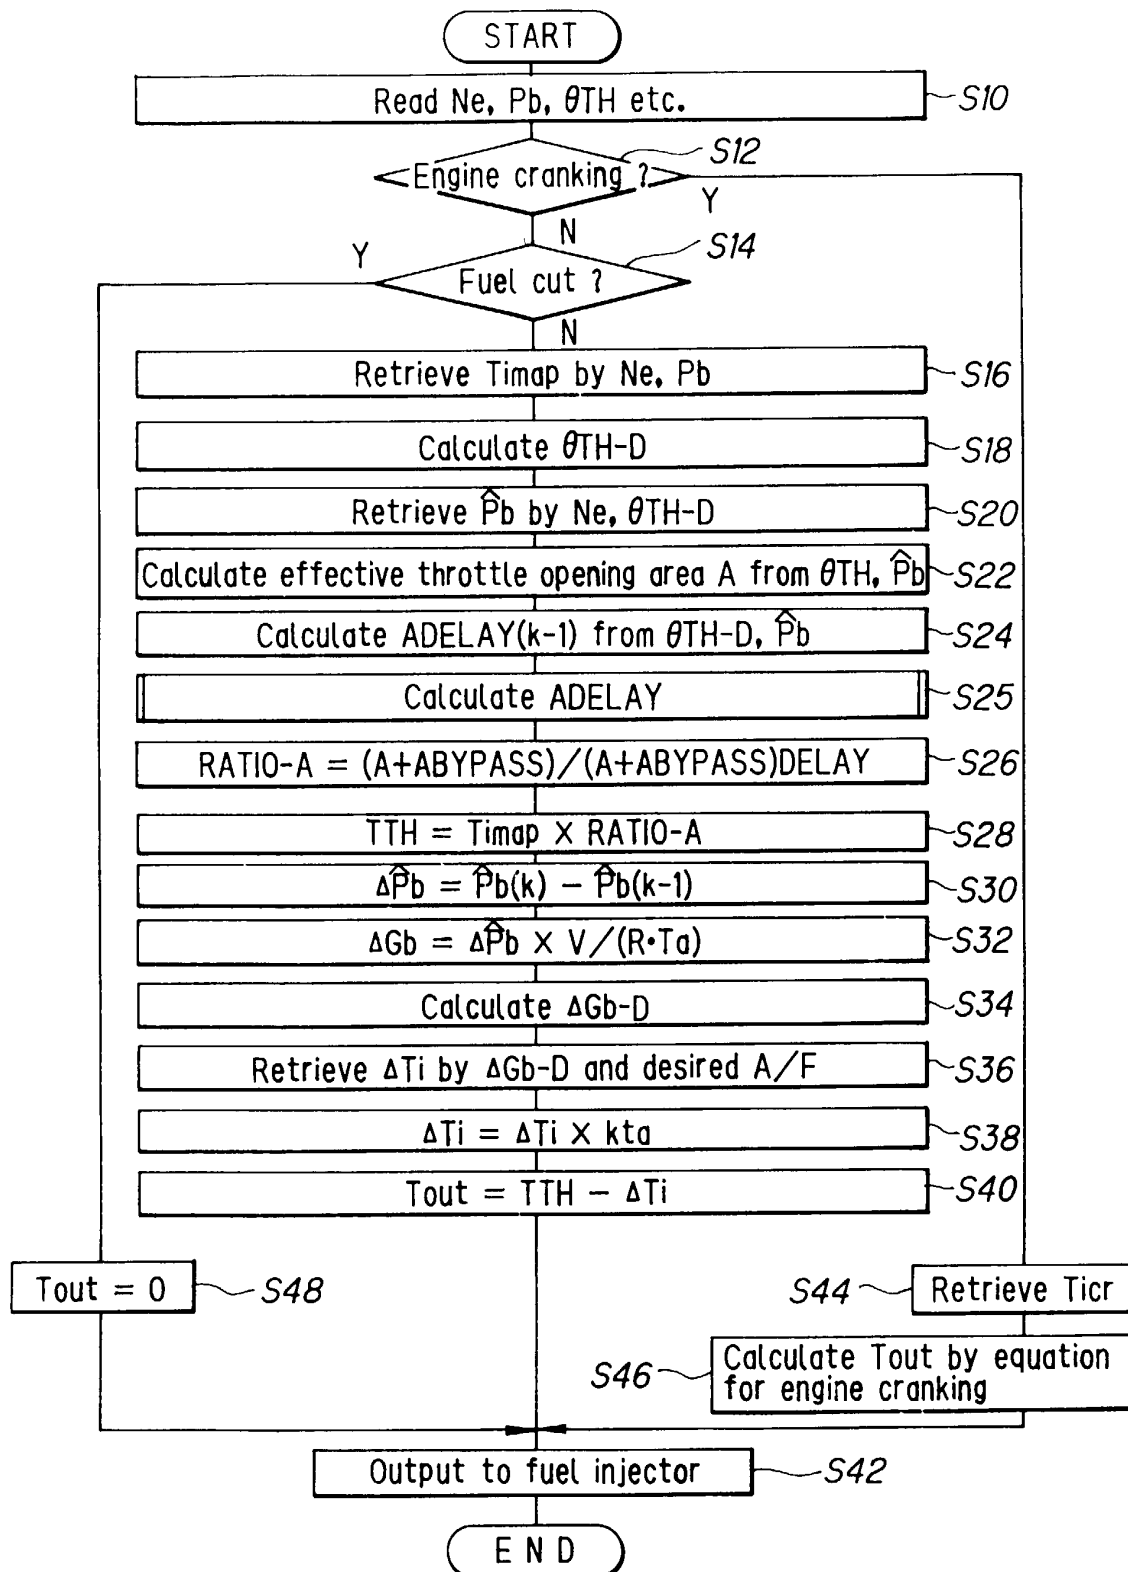 START
Read Ne, Pb, θTH etc.
S10
Engine cranking ?
S12
Y
N
Fuel cut ?
S14
Y
N
Retrieve Timap by Ne, Pb
S16
Calculate θTH-D
S18
Retrieve P̂b by Ne, θTH-D
S20
Calculate effective throttle opening area A from θTH, P̂b
S22
Calculate ADELAY(k-1) from θTH-D, P̂b
S24
Calculate ADELAY
S25
RATIO-A = (A+ABYPASS)/(A+ABYPASS)DELAY
S26
TTH = Timap × RATIO-A
S28
ΔP̂b = P̂b(k) − P̂b(k-1)
S30
ΔGb = ΔP̂b × V/(R·Ta)
S32
Calculate ΔGb-D
S34
Retrieve ΔTi by ΔGb-D and desired A/F
S36
ΔTi = ΔTi × kta
S38
Tout = TTH − ΔTi
S40
Tout = 0
S48
S44
Retrieve Ticr
S46
Calculate Tout by equation
for engine cranking
Output to fuel injector
S42
END